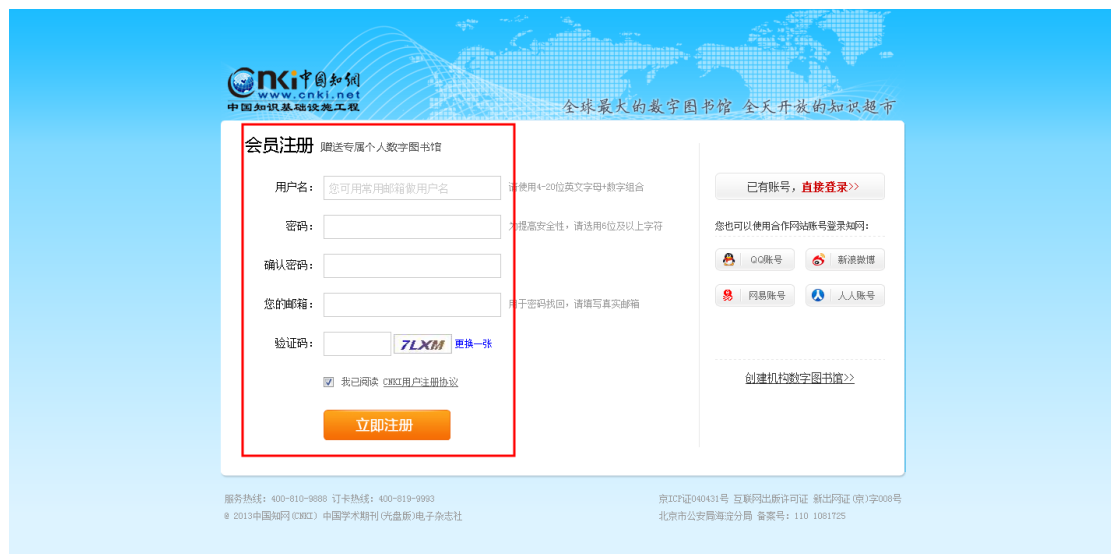 CNKI中国知网
www.cnki.net
中国知识基础设施工程
全球最大的数字图书馆 全天开放的知识超市
会员注册 赠送专属个人数字图书馆
用户名： 您可用常用邮箱做用户名 请使用4-20位英文字母+数字组合
密码： 为提高安全性，请选用6位及以上字符
确认密码：
您的邮箱： 用于密码找回，请填写真实邮箱
验证码： 7LXM 更换一张
我已阅读 CNKI用户注册协议
立即注册
已有账号，直接登录>>
您也可以使用合作网站账号登录知网：
QQ账号 新浪微博
网易账号 人人账号
创建机构数字图书馆>>
服务热线：400-810-9888 订卡热线：400-819-9993
@ 2013中国知网(CNKI) 中国学术期刊(光盘版)电子杂志社
京ICP证040431号 互联网出版许可证 新出网证(京)字008号
北京市公安局海淀分局 备案号：110 1081725